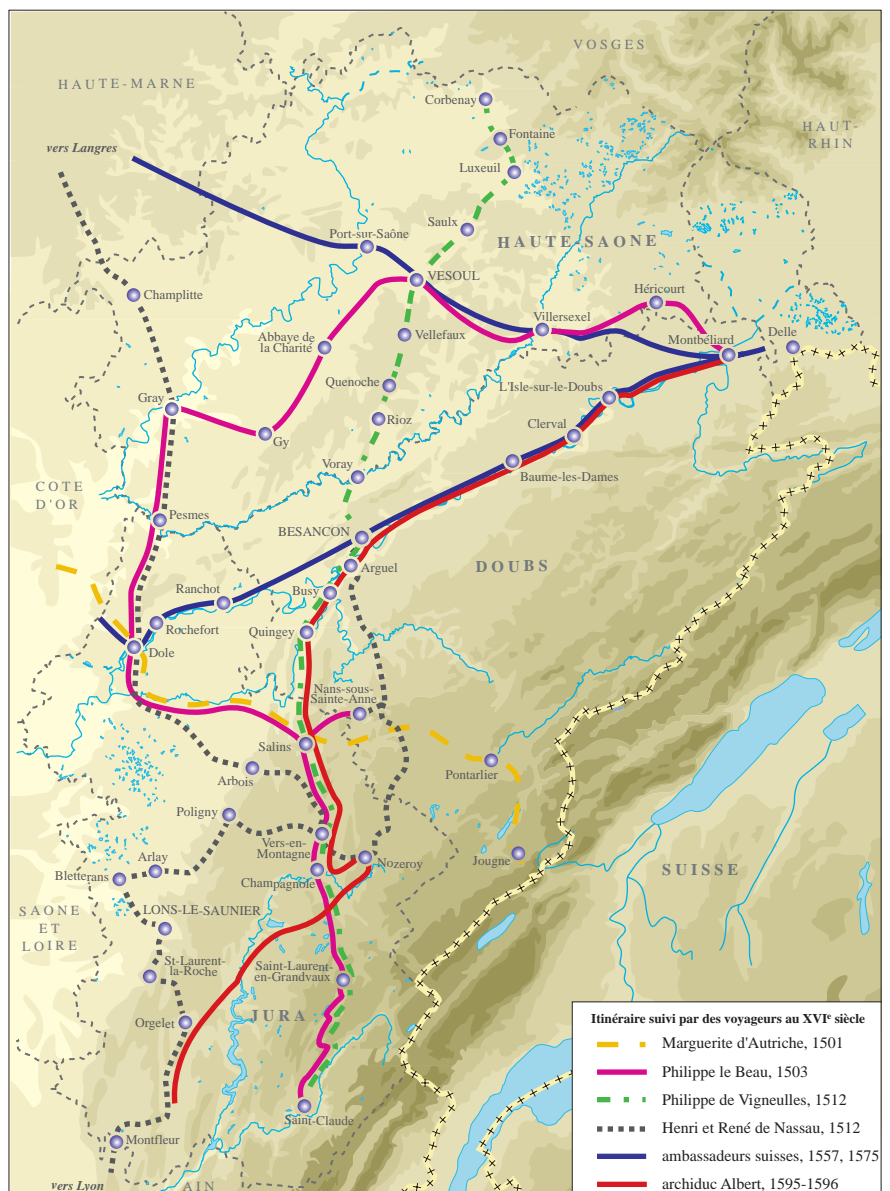 VOSGES
HAUTE-MARNE
Corbenay
HAUT-
RHIN
Fontaine
vers Langres
Luxeuil
Saulx
Port-sur-Saône
HAUTE-SAONE
VESOUL
Héricourt
Champlitte
Villersexel
Vellefaux
Abbaye de
la Charité
Delle
Montbéliard
Quenoche
L'Isle-sur-le-Doubs
Gray
Rioz
Clerval
Gy
Voray
Baume-les-Dames
COTE
D'OR
Pesmes
BESANCON
DOUBS
Arguel
Ranchot
Busy
Rochefort
Quingey
Dole
Nans-sous-
Sainte-Anne
Salins
Pontarlier
Arbois
Poligny
Vers-en-
Montagne
Arlay
Nozeroy
Jougne
Bletterans
Champagnole
SUISSE
LONS-LE-SAUNIER
SAONE
ET
LOIRE
St-Laurent-
la-Roche
Saint-Laurent-
en-Grandvaux
JURA
Orgelet
Saint-Claude
Montfleur
vers Lyon
AIN
Itinéraire suivi par des voyageurs au XVIe siècle
Marguerite d'Autriche, 1501
Philippe le Beau, 1503
Philippe de Vigneulles, 1512
Henri et René de Nassau, 1512
ambassadeurs suisses, 1557, 1575
archiduc Albert, 1595-1596